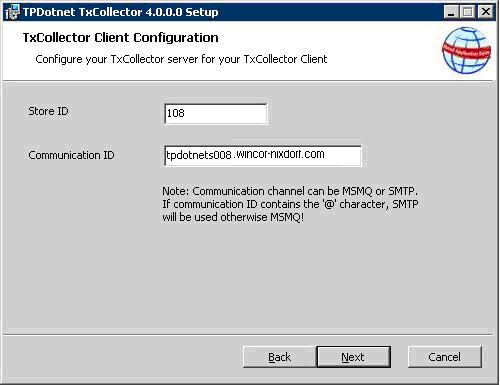 TPDotnet TxCollector 4.0.0.0 Setup
TxCollector Client Configuration
Configure your TxCollector server for your TxCollector Client
Store ID
108
Communication ID
tpdotnets008.wincor-nixdorf.com
Note: Communication channel can be MSMQ or SMTP.
If communication ID contains the '@' character, SMTP
will be used otherwise MSMQ!
Back
Next
Cancel